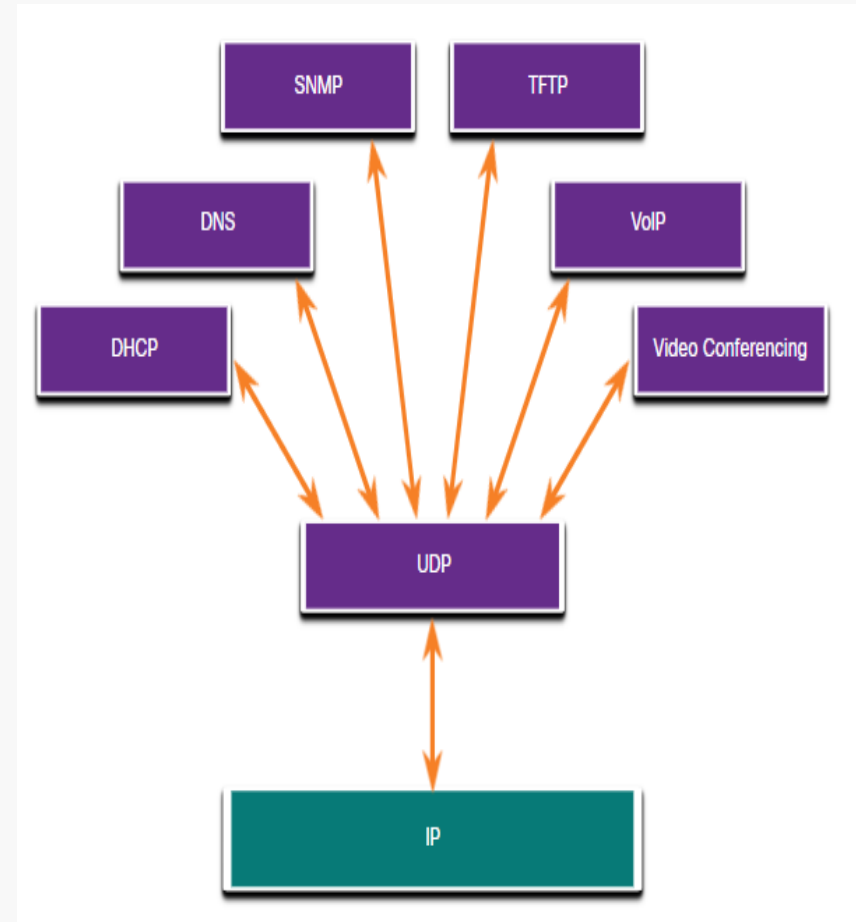 SNMP
TFTP
DNS
VoIP
DHCP
Video Conferencing
UDP
IP